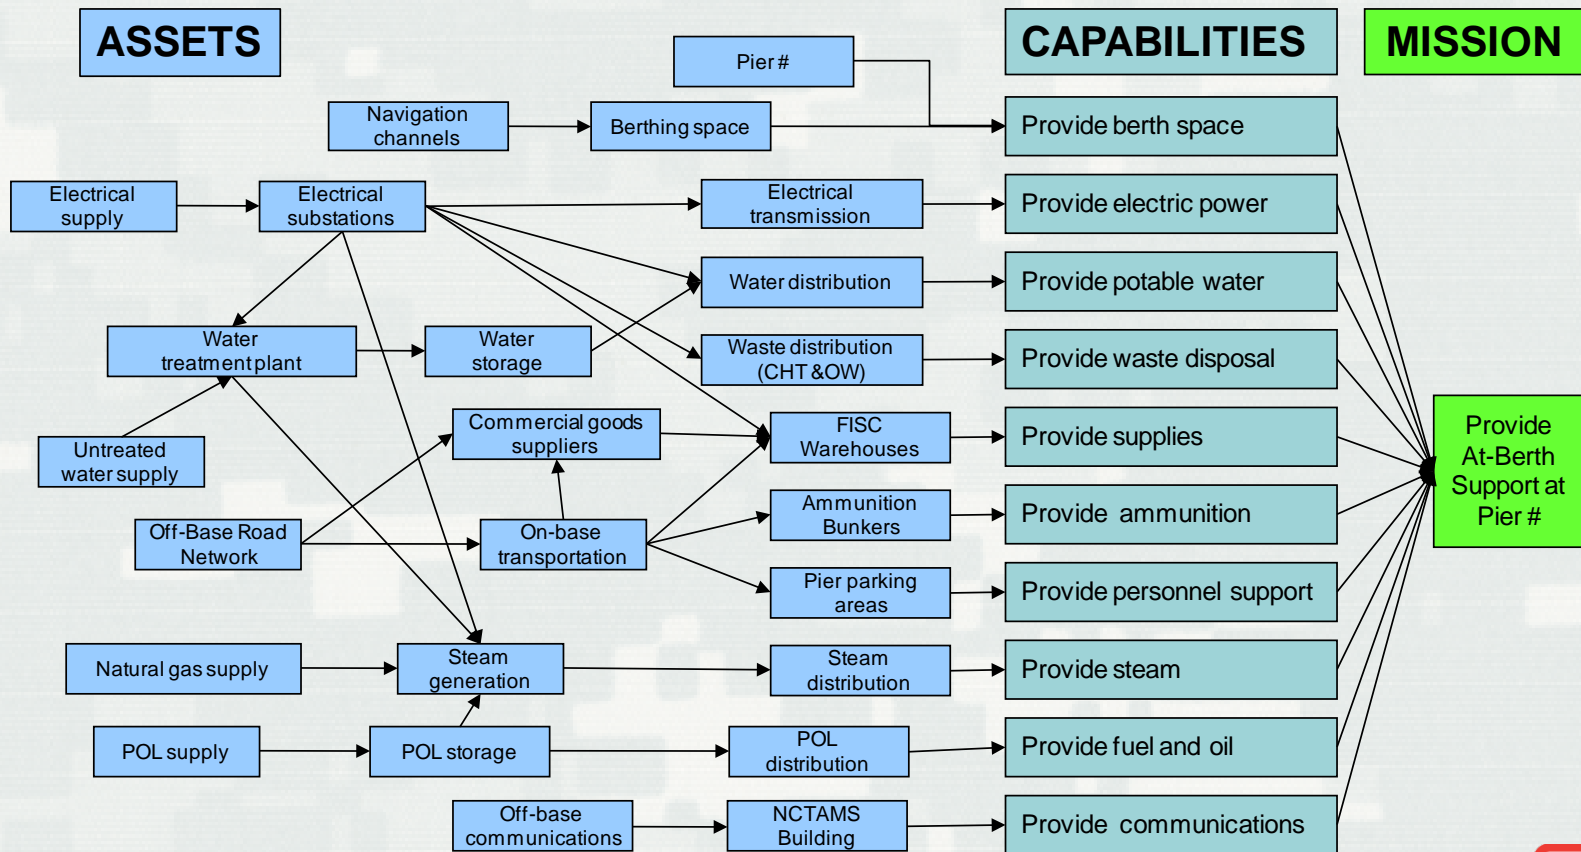 ASSETS
CAPABILITIES
MISSION
Pier #
Navigation
channels
Berthing space
Provide berth space
Electrical
supply
Electrical
substations
Electrical
transmission
Provide electric power
Water distribution
Provide potable water
Water
treatment plant
Water
storage
Waste distribution
(CHT & OW)
Provide waste disposal
Untreated
water supply
Commercial goods
suppliers
FISC
Warehouses
Provide supplies
Provide
At-Berth
Support at
Pier #
Off-Base Road
Network
On-base
transportation
Ammunition
Bunkers
Provide ammunition
Pier parking
areas
Provide personnel support
Natural gas supply
Steam
generation
Steam
distribution
Provide steam
POL supply
POL storage
POL
distribution
Provide fuel and oil
Off-base
communications
NCTAMS
Building
Provide communications